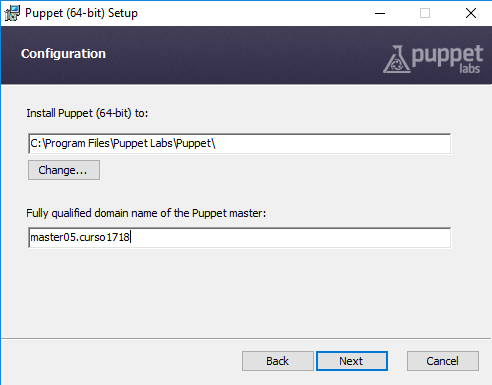 Puppet (64-bit) Setup
Configuration
puppet
labs
Install Puppet (64-bit) to:
C:\Program Files\Puppet Labs\Puppet\
Change...
Fully qualified domain name of the Puppet master:
master05.curso1718
Back
Next
Cancel